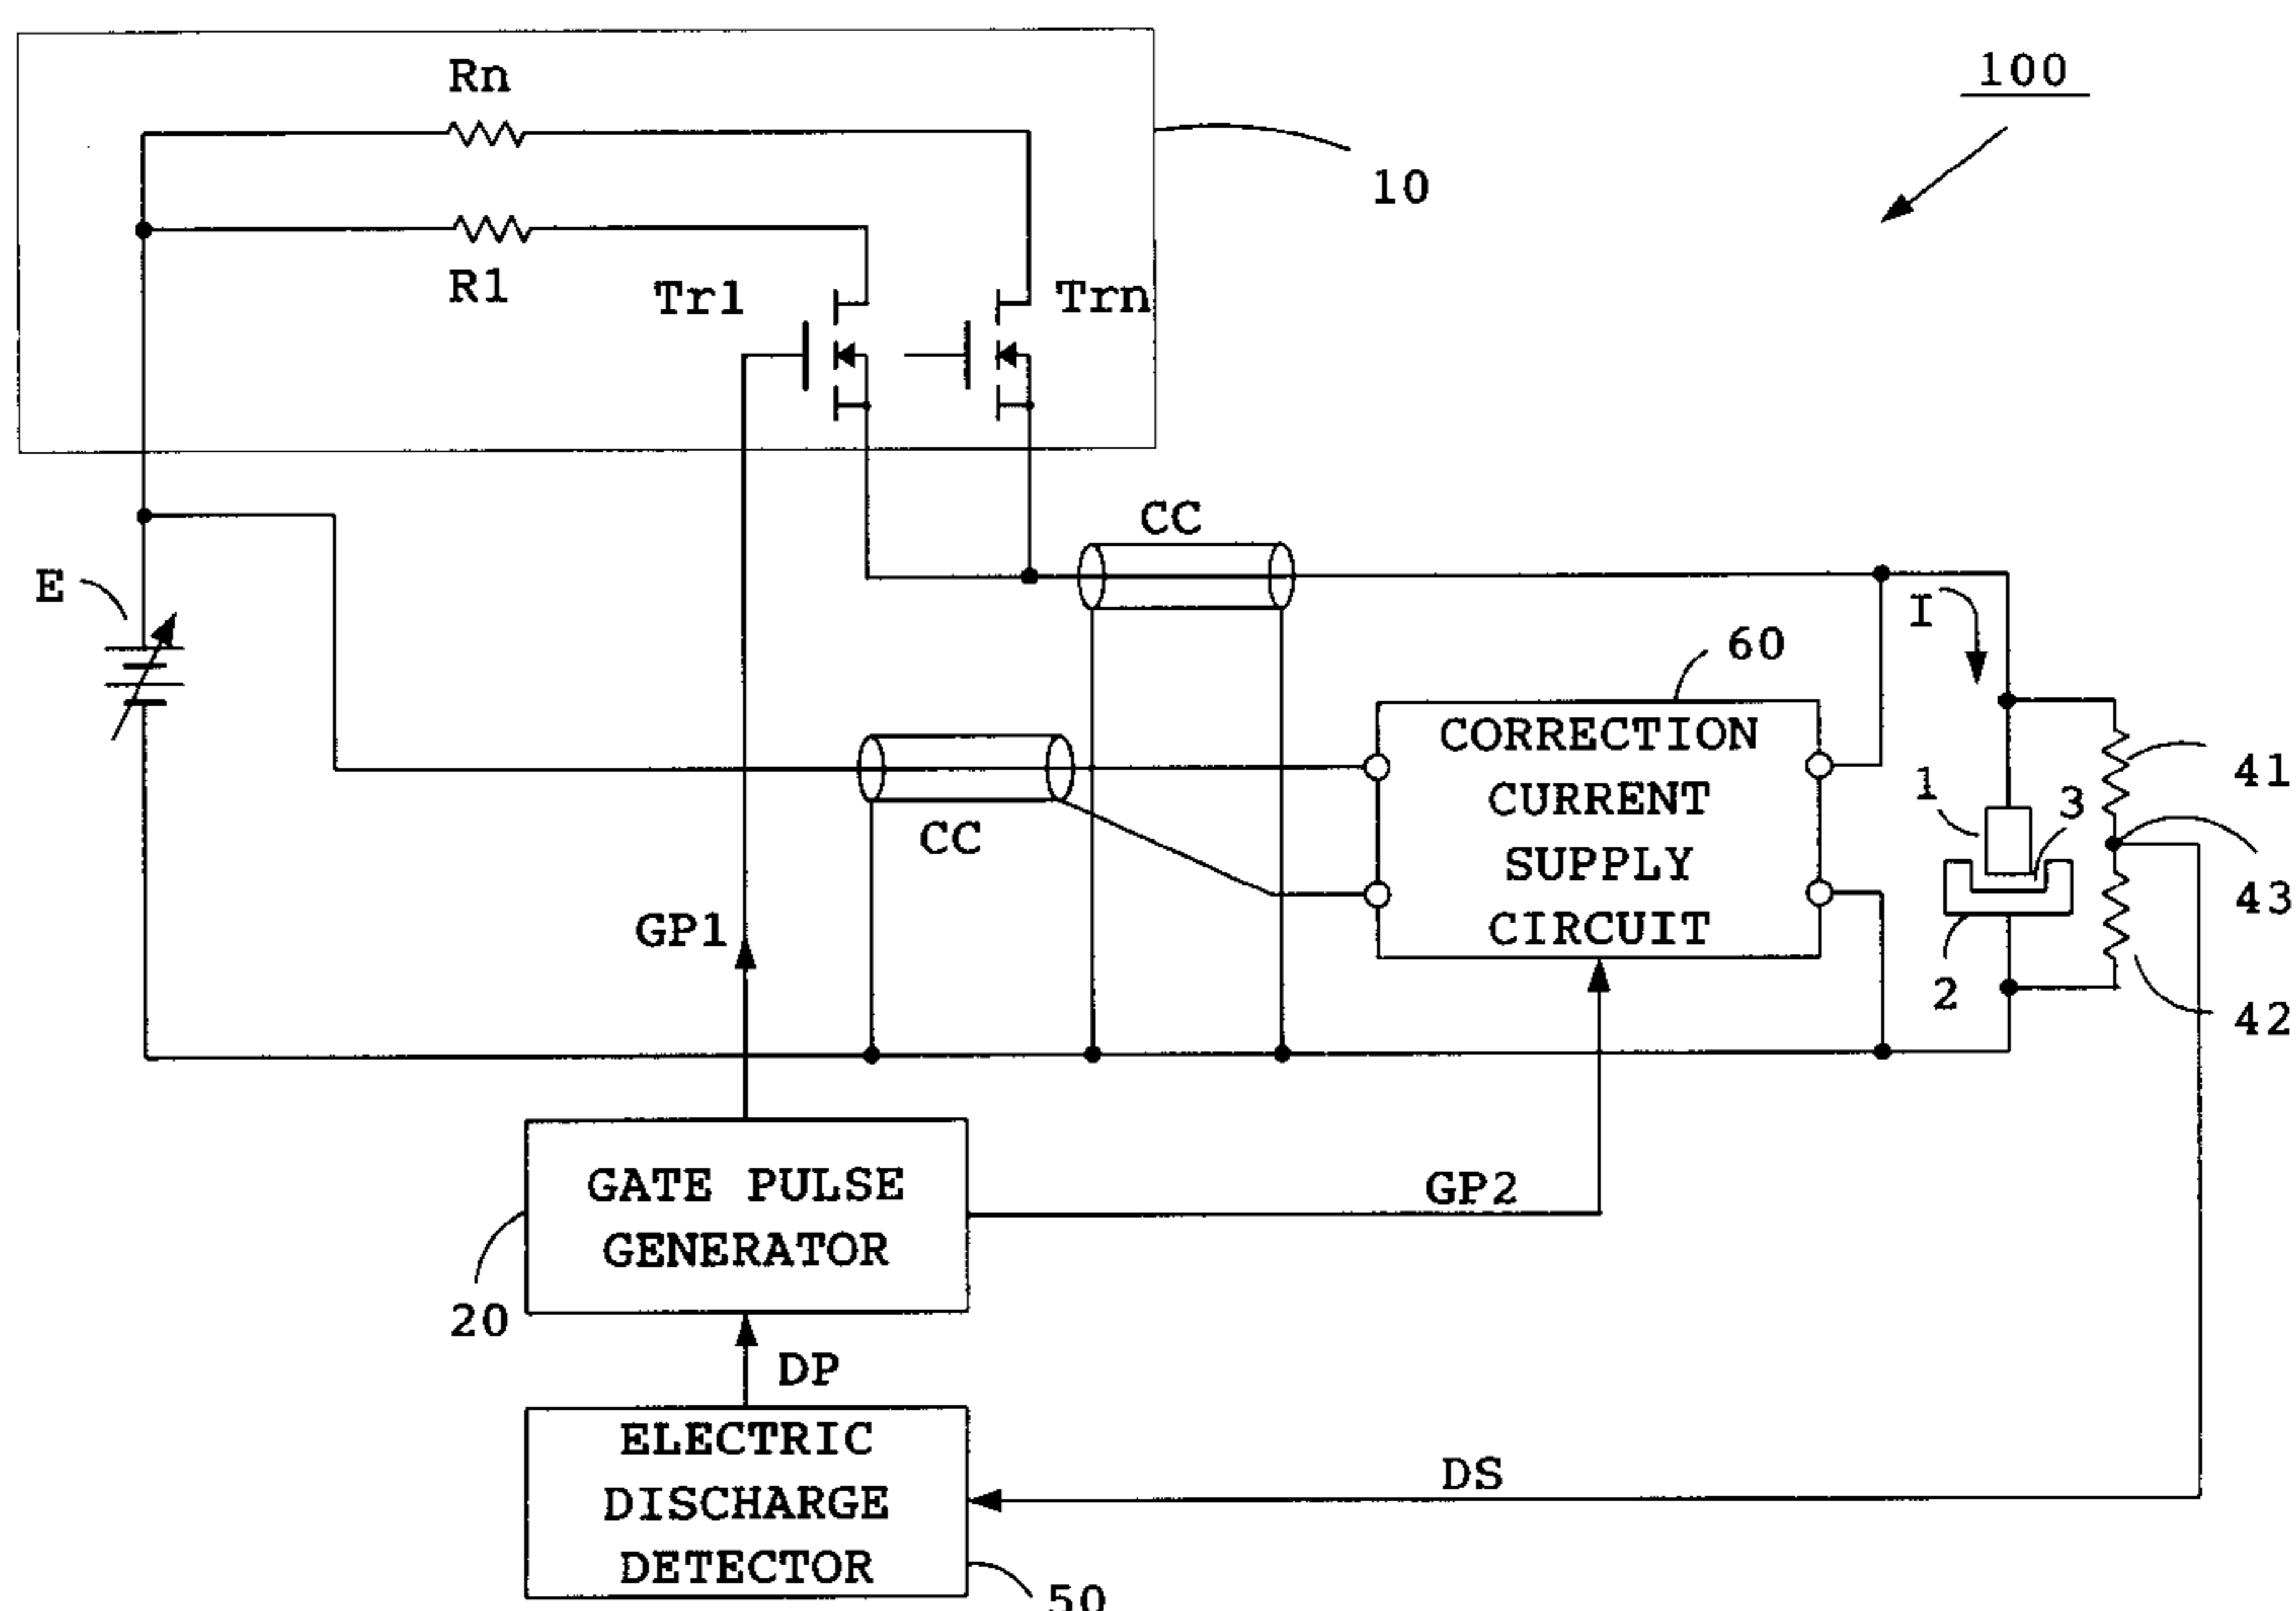 100
Rn
10
R1
Tr1
Trn
CC
E
I
60
CORRECTION
CURRENT
SUPPLY
CIRCUIT
CC
1
3
41
43
2
42
GP1
GATE PULSE
GENERATOR
GP2
20
DP
ELECTRIC
DISCHARGE
DETECTOR
DS
50